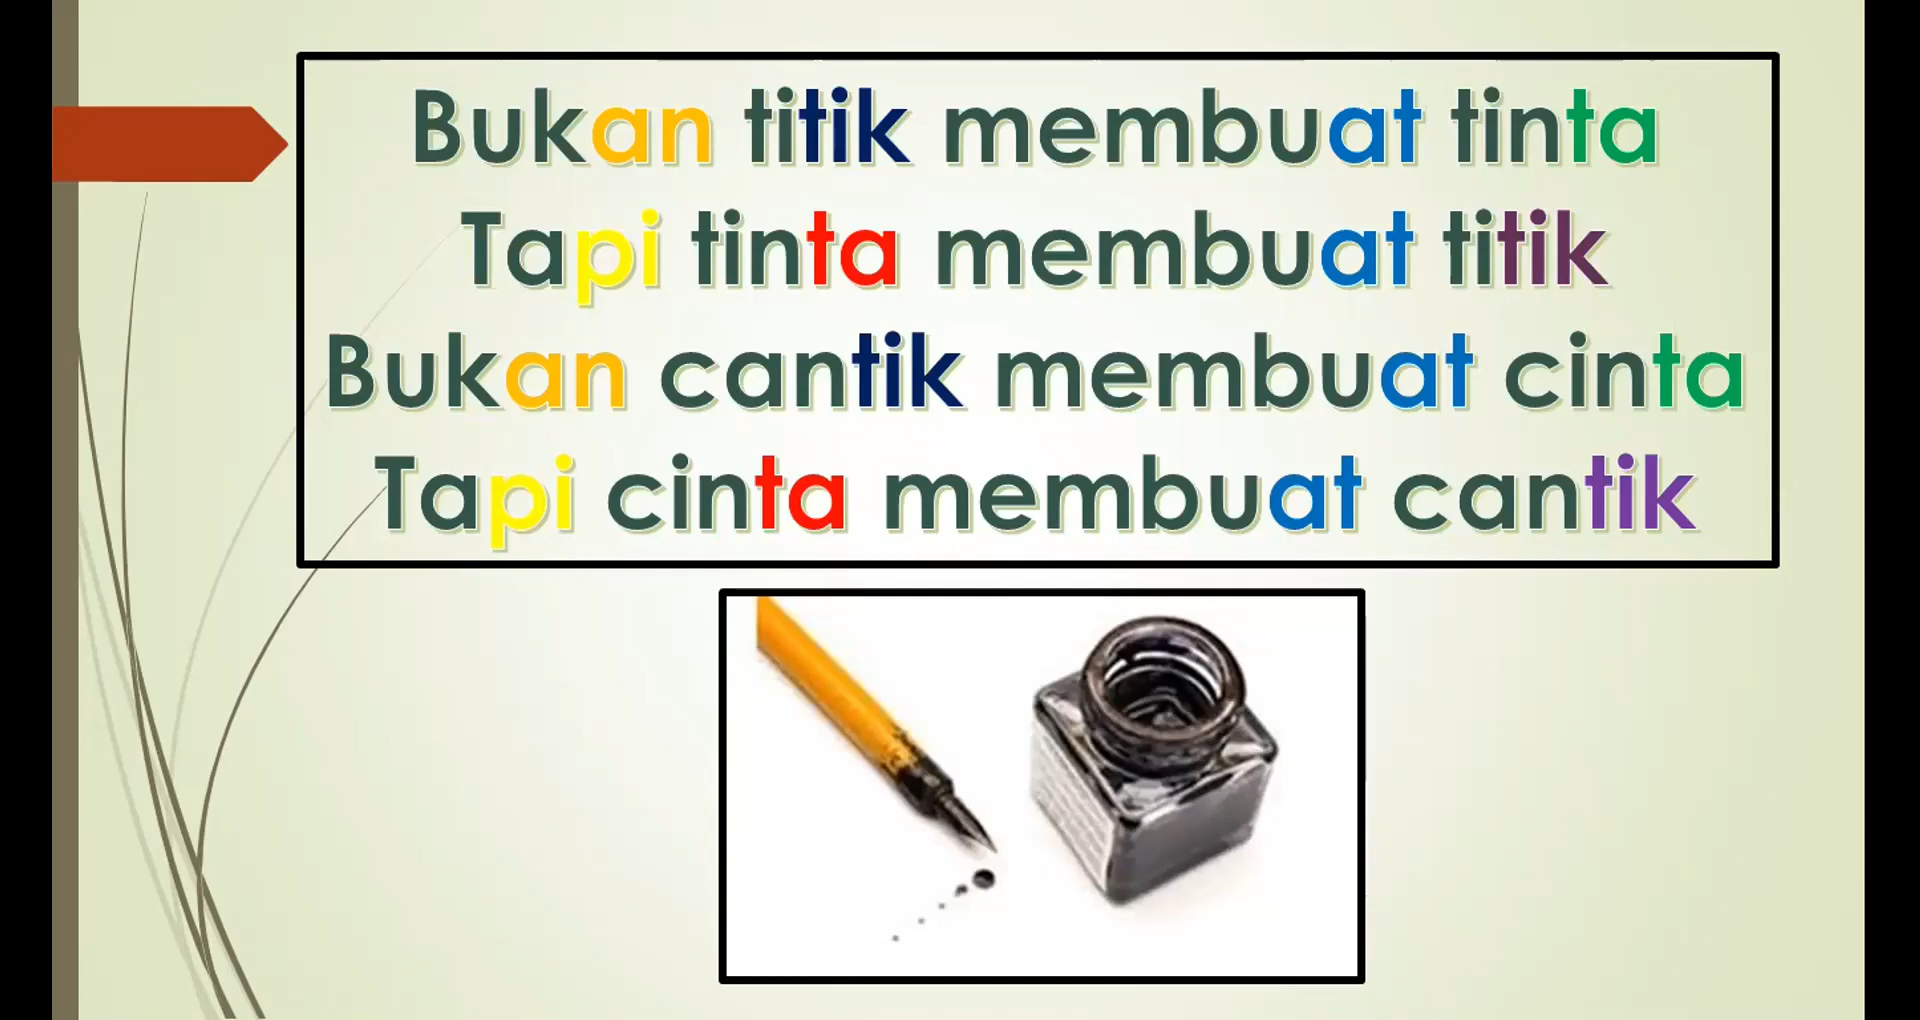 Bukan titik membuat tinta
Tapi tinta membuat titik
Bukan cantik membuat cinta
Tapi cinta membuat cantik